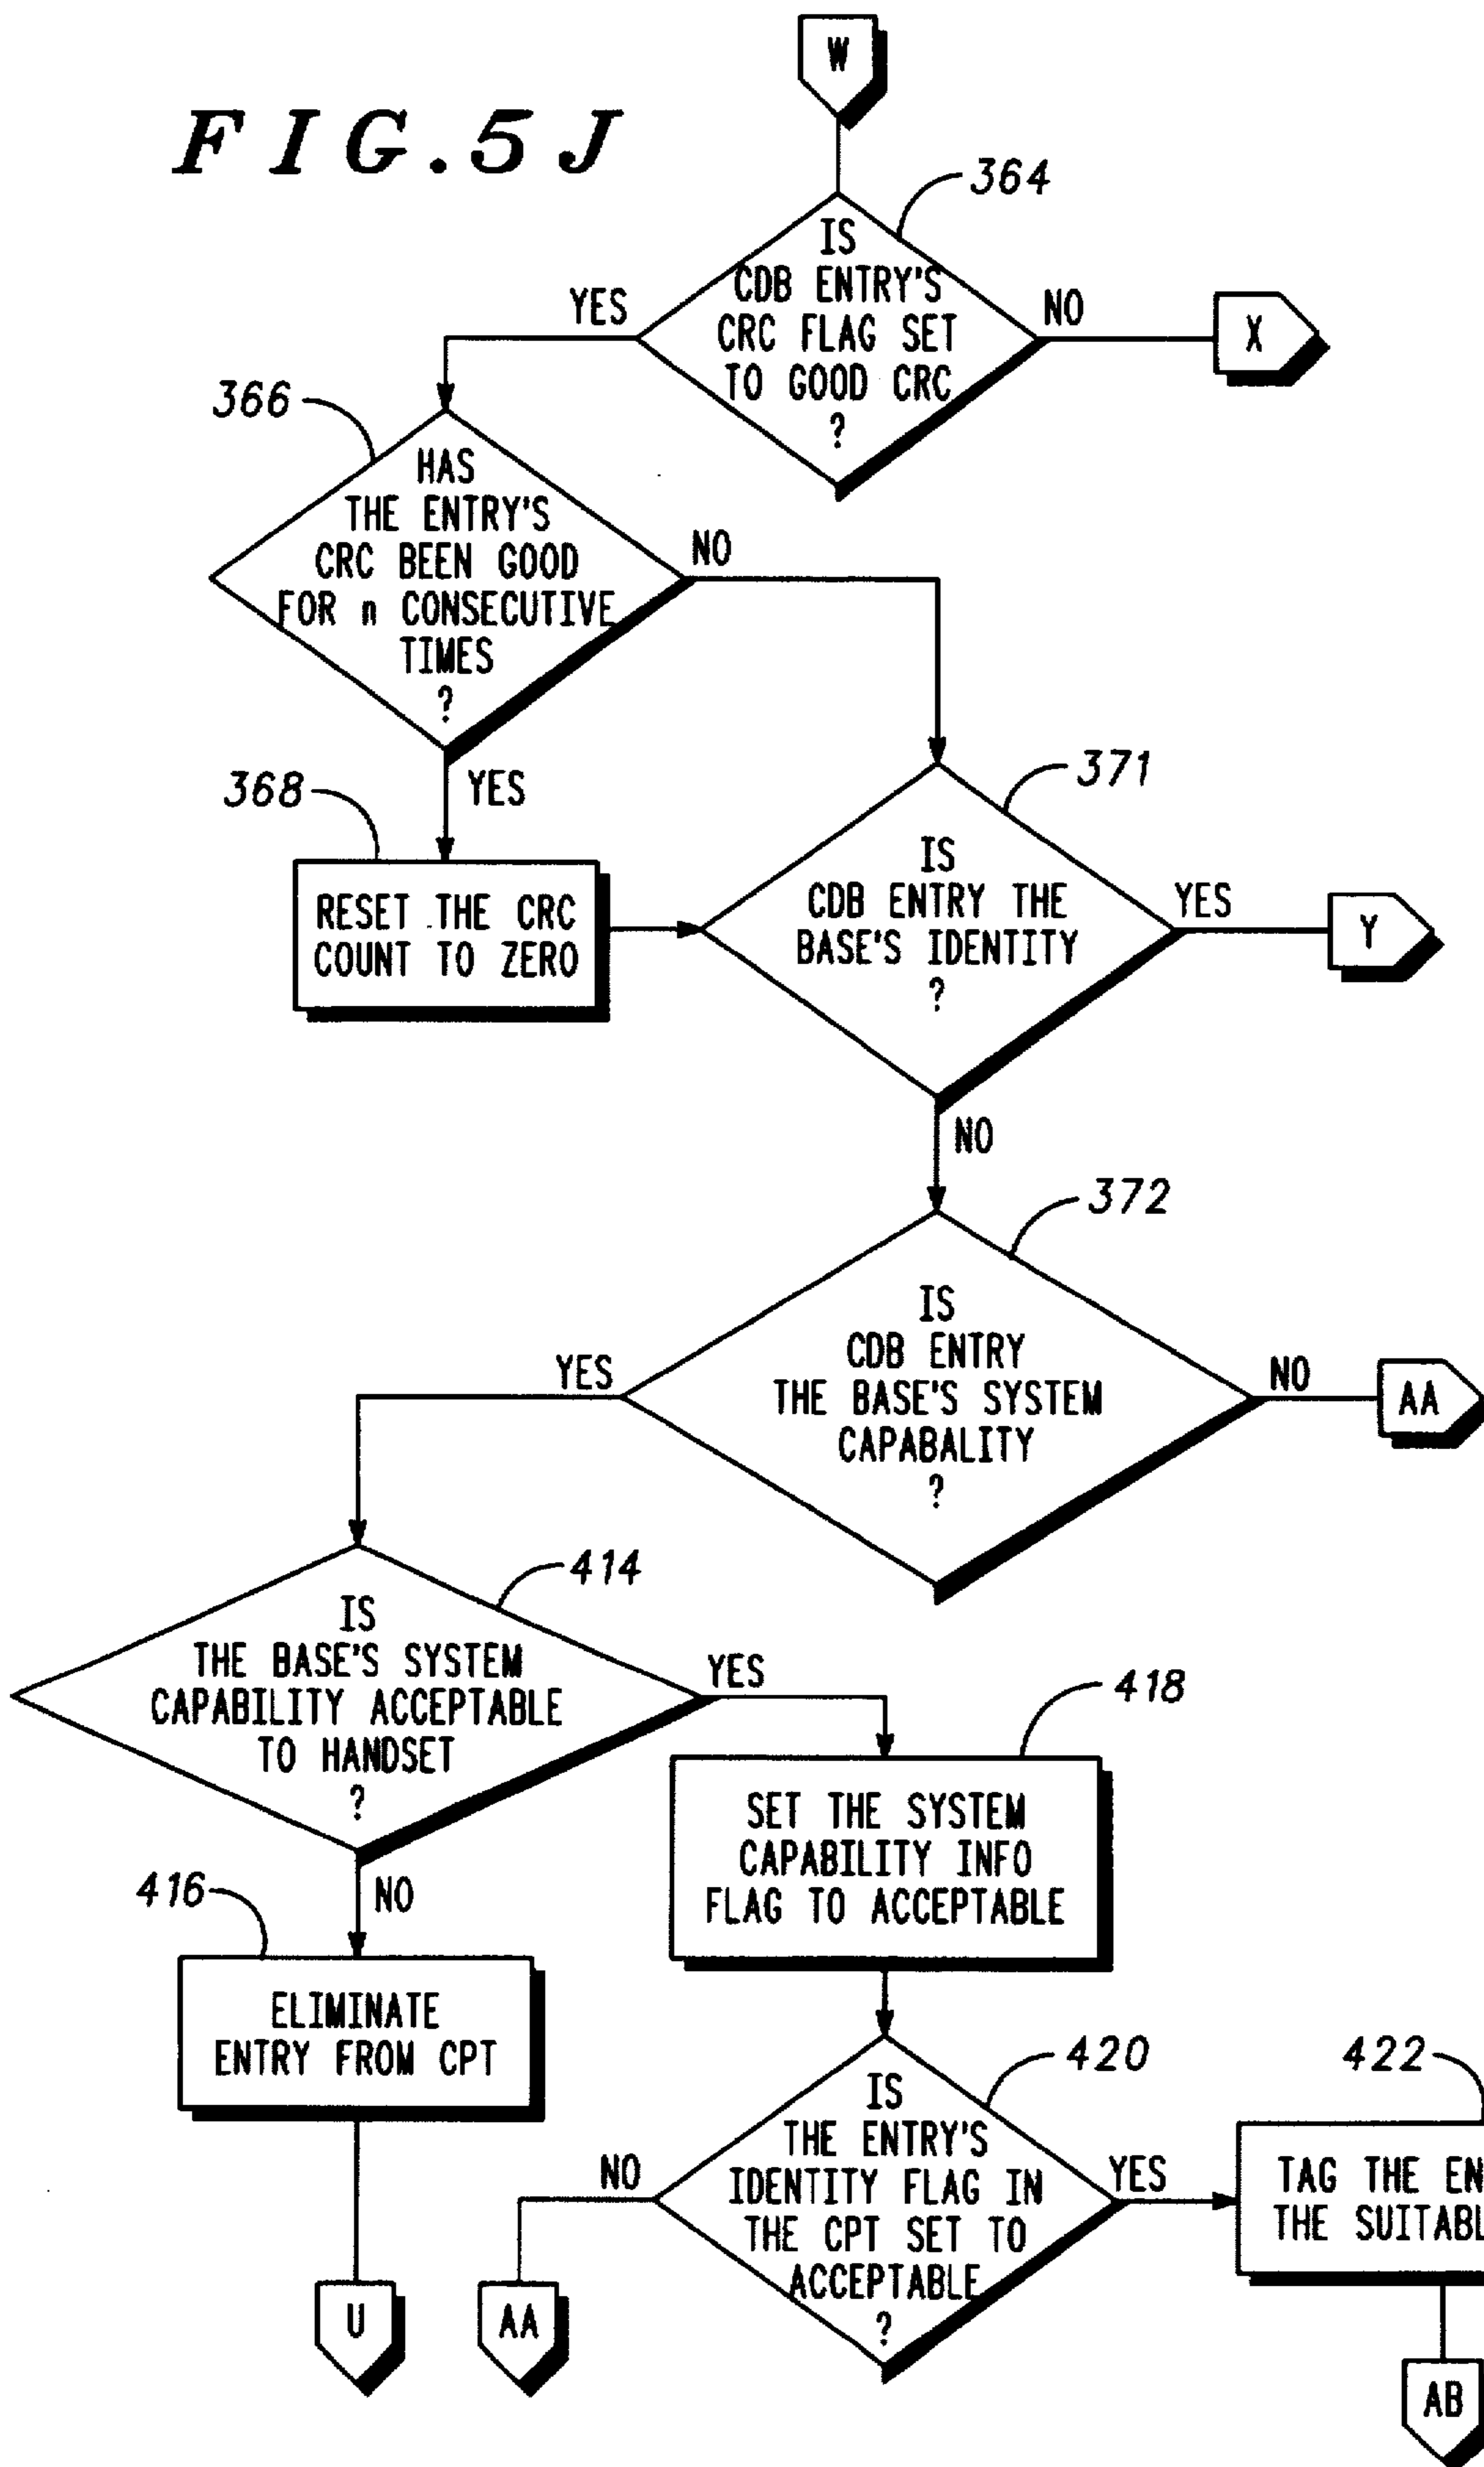 FIG.5J
W
364
IS
CDB ENTRY'S
CRC FLAG SET
TO GOOD CRC
?
YES
NO
X
366
HAS
THE ENTRY'S
CRC BEEN GOOD
FOR n CONSECUTIVE
TIMES
?
NO
YES
368
RESET THE CRC
COUNT TO ZERO
371
IS
CDB ENTRY THE
BASE'S IDENTITY
?
YES
Y
NO
372
IS
CDB ENTRY
THE BASE'S SYSTEM
CAPABALITY
?
YES
NO
AA
414
IS
THE BASE'S SYSTEM
CAPABILITY ACCEPTABLE
TO HANDSET
?
YES
NO
418
SET THE SYSTEM
CAPABILITY INFO
FLAG TO ACCEPTABLE
416
ELIMINATE
ENTRY FROM CPT
U
420
IS
THE ENTRY'S
IDENTITY FLAG IN
THE CPT SET TO
ACCEPTABLE
?
NO
AA
YES
422
TAG THE
THE
AB